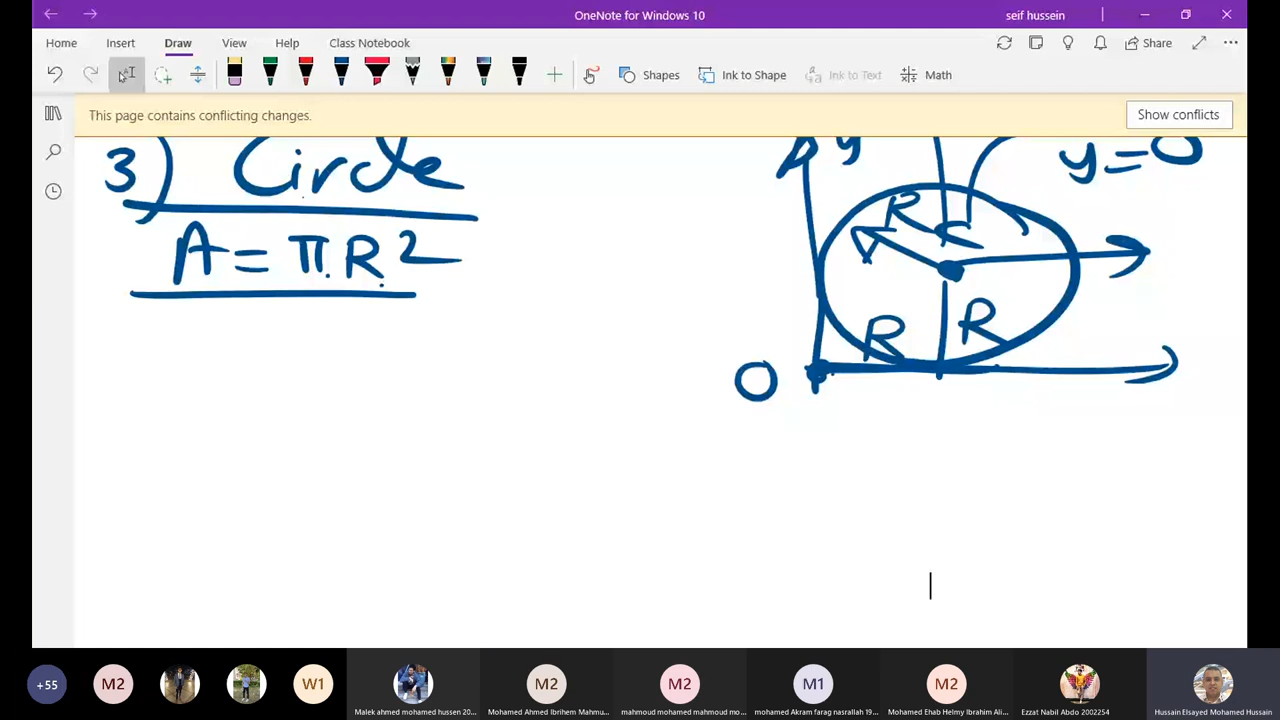 OneNote for Windows 10
seif hussein
Home Insert Draw View Help Class Notebook
Share
Shapes Ink to Shape Ink to Text Math
This page contains conflicting changes.
Show conflicts
3) Circle
A = π.R²
y
y=0
R
C
R
R
O
+55 M2 W1
Malek ahmed mohamed hussen 20...
M2
Mohamed Ahmed Ibrihem Mahmu...
M2
mahmoud mohamed mahmoud mo...
M1
mohamed Akram farag nasrallah 19...
M2
Mohamed Ehab Helmy Ibrahim Ali...
Ezzat Nabil Abdo 2002254
Hussain Elsayed Mohamed Hussain